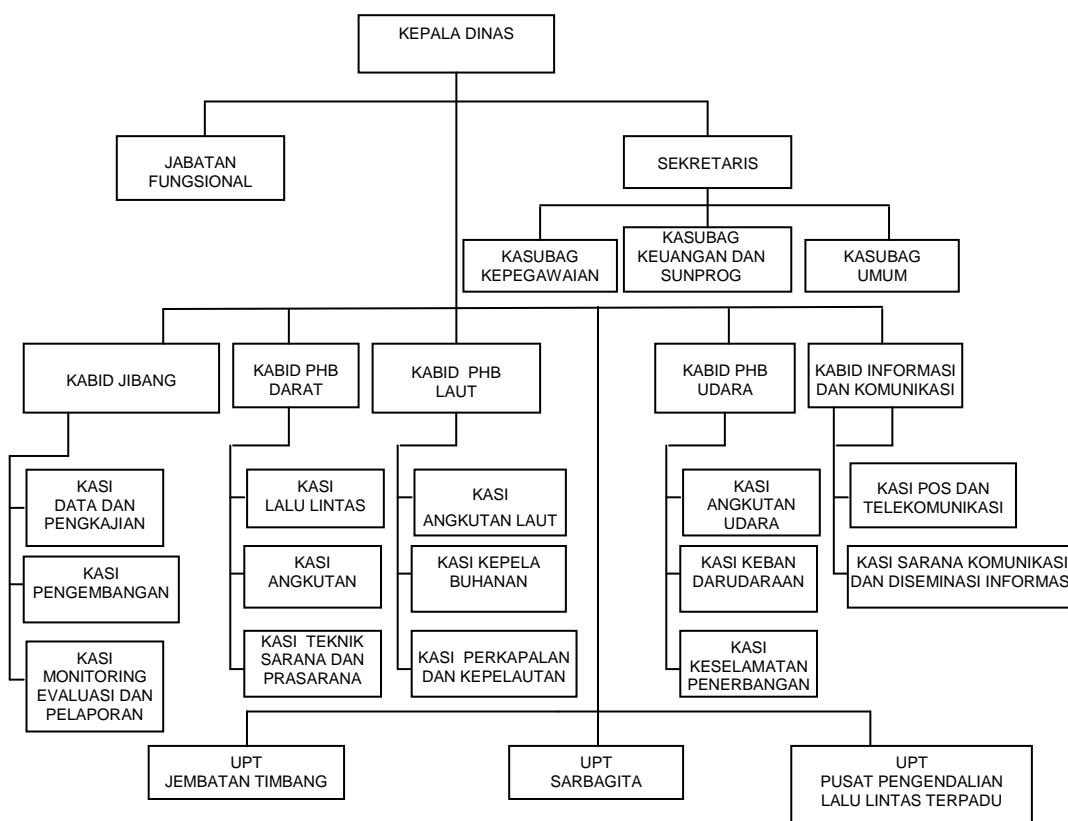 KEPALA DINAS
JABATAN
FUNGSIONAL
SEKRETARIS
KASUBAG
KEPEGAWAIAN
KASUBAG
KEUANGAN DAN
SUNPROG
KASUBAG
UMUM
KABID JIBANG
KABID PHB
DARAT
KABID PHB
LAUT
KABID PHB
UDARA
KABID INFORMASI
DAN KOMUNIKASI
KASI
DATA DAN
PENGKAJIAN
KASI
PENGEMBANGAN
KASI
MONITORING
EVALUASI DAN
PELAPORAN
KASI
LALU LINTAS
KASI
ANGKUTAN
KASI TEKNIK
SARANA DAN
PRASARANA
KASI
ANGKUTAN LAUT
KASI KEPELA
BUHANAN
KASI PERKAPALAN
DAN KEPELAUTAN
KASI
ANGKUTAN
UDARA
KASI KEBAN
DARUDARAAN
KASI
KESELAMATAN
PENERBANGAN
KASI POS DAN
TELEKOMUNIKASI
KASI SARANA KOMUNIKASI
DAN DISEMINASI INFORMAS
UPT
JEMBATAN TIMBANG
UPT
SARBAGITA
UPT
PUSAT PENGENDALIAN
LALU LINTAS TERPADU